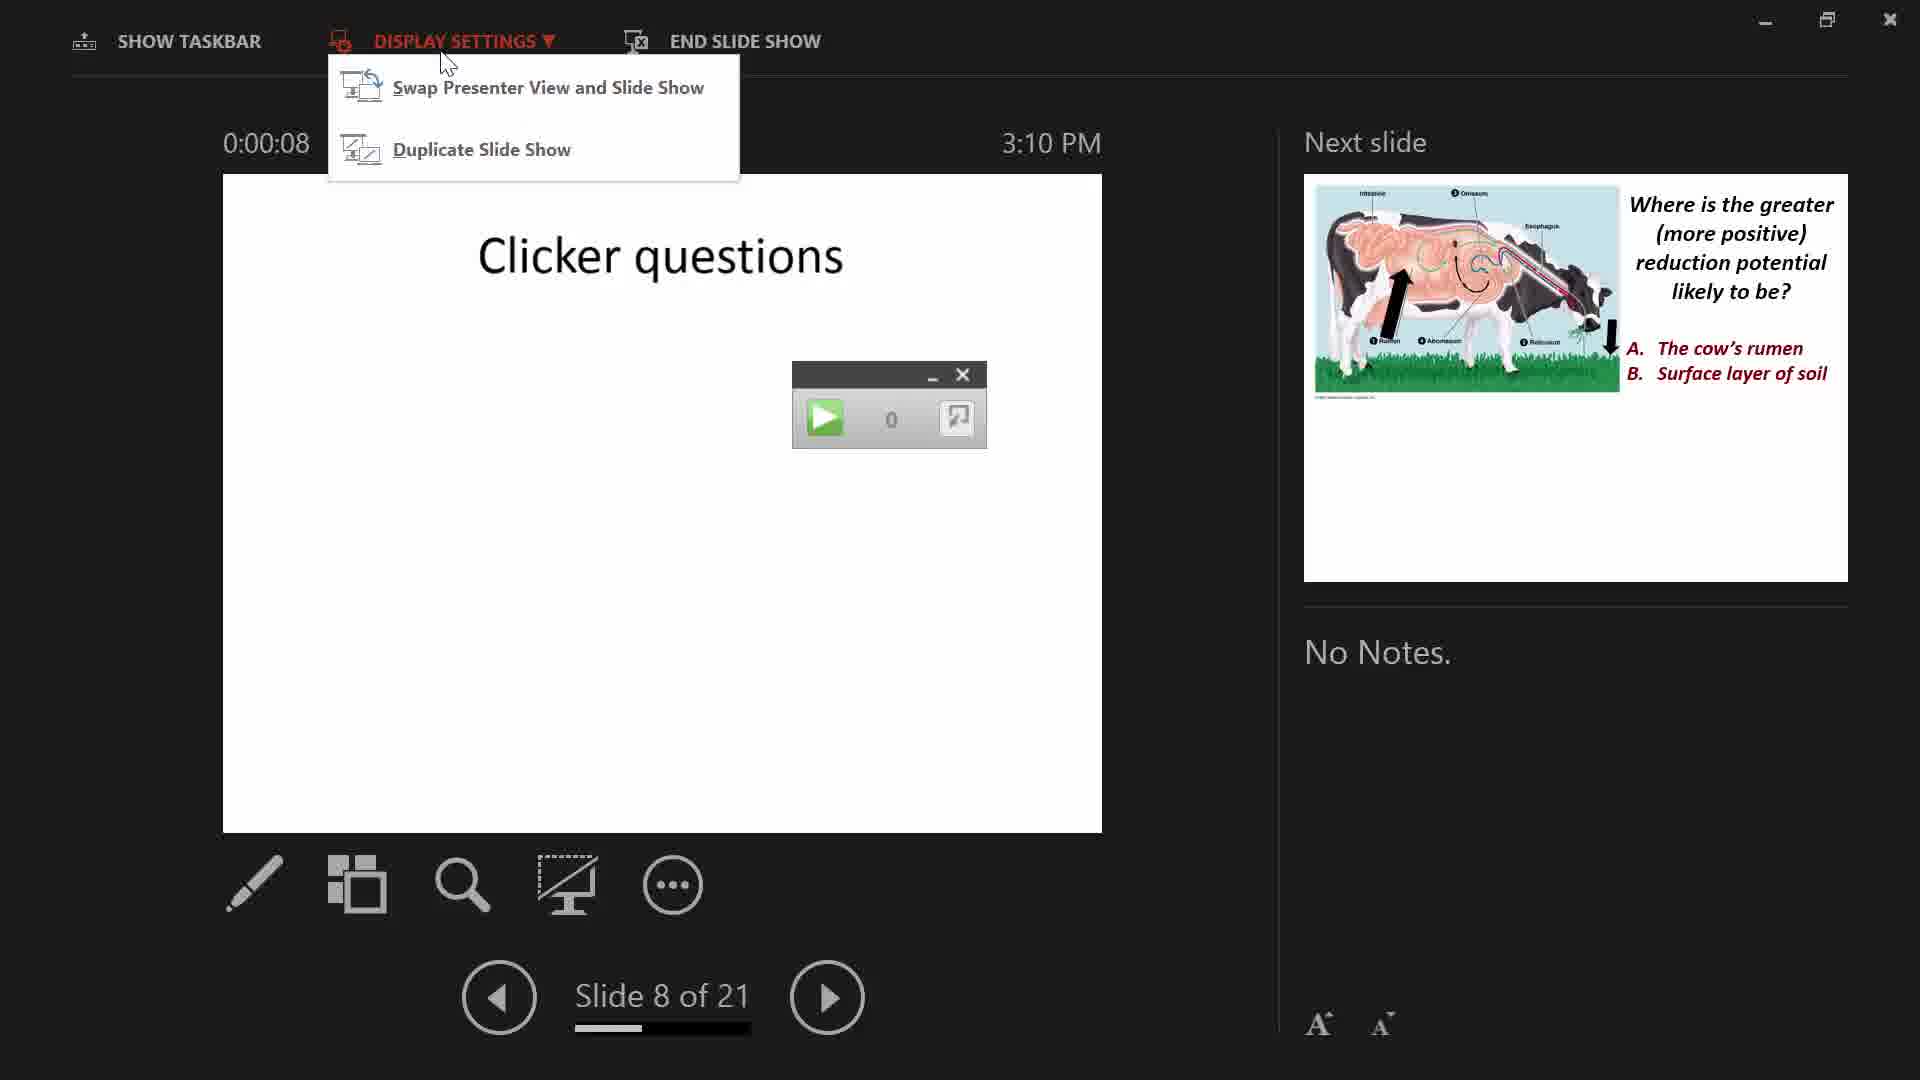 SHOW TASKBAR
DISPLAY SETTINGS ▼
END SLIDE SHOW
Swap Presenter View and Slide Show
Duplicate Slide Show
0:00:08
3:10 PM
Clicker questions
0
Next slide
Intestine
Omasum
Esophagus
Rumen
Abomasum
Reticulum
Where is the greater
(more positive)
reduction potential
likely to be?
A. The cow's rumen
B. Surface layer of soil
No Notes.
Slide 8 of 21
A
A